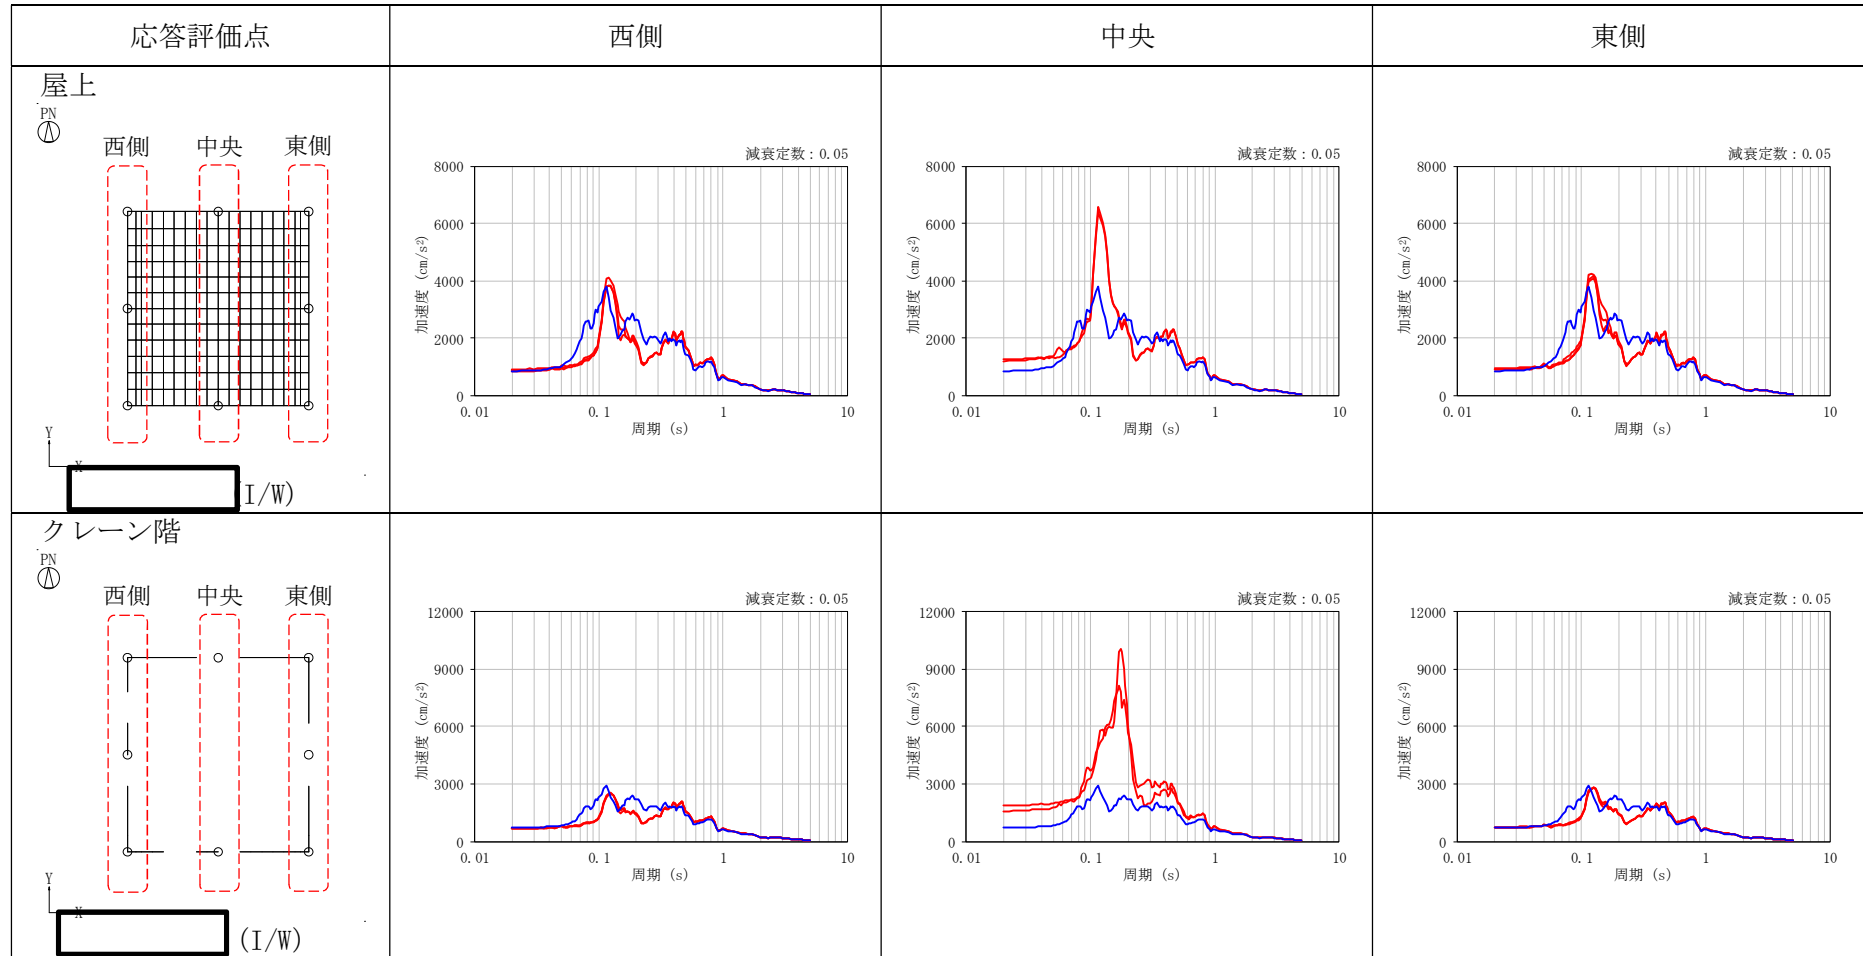 応答評価点 西側 中央 東側
屋上
PN
西側 中央 東側
Y
X
(I/W)
減衰定数：0.05
8000
6000
4000
2000
0
加速度 (cm/s²)
0.01 0.1 1 10
周期 (s)
減衰定数：0.05
8000
6000
4000
2000
0
加速度 (cm/s²)
0.01 0.1 1 10
周期 (s)
減衰定数：0.05
8000
6000
4000
2000
0
加速度 (cm/s²)
0.01 0.1 1 10
周期 (s)
クレーン階
PN
西側 中央 東側
Y
X
(I/W)
減衰定数：0.05
12000
9000
6000
3000
0
加速度 (cm/s²)
0.01 0.1 1 10
周期 (s)
減衰定数：0.05
12000
9000
6000
3000
0
加速度 (cm/s²)
0.01 0.1 1 10
周期 (s)
減衰定数：0.05
12000
9000
6000
3000
0
加速度 (cm/s²)
0.01 0.1 1 10
周期 (s)